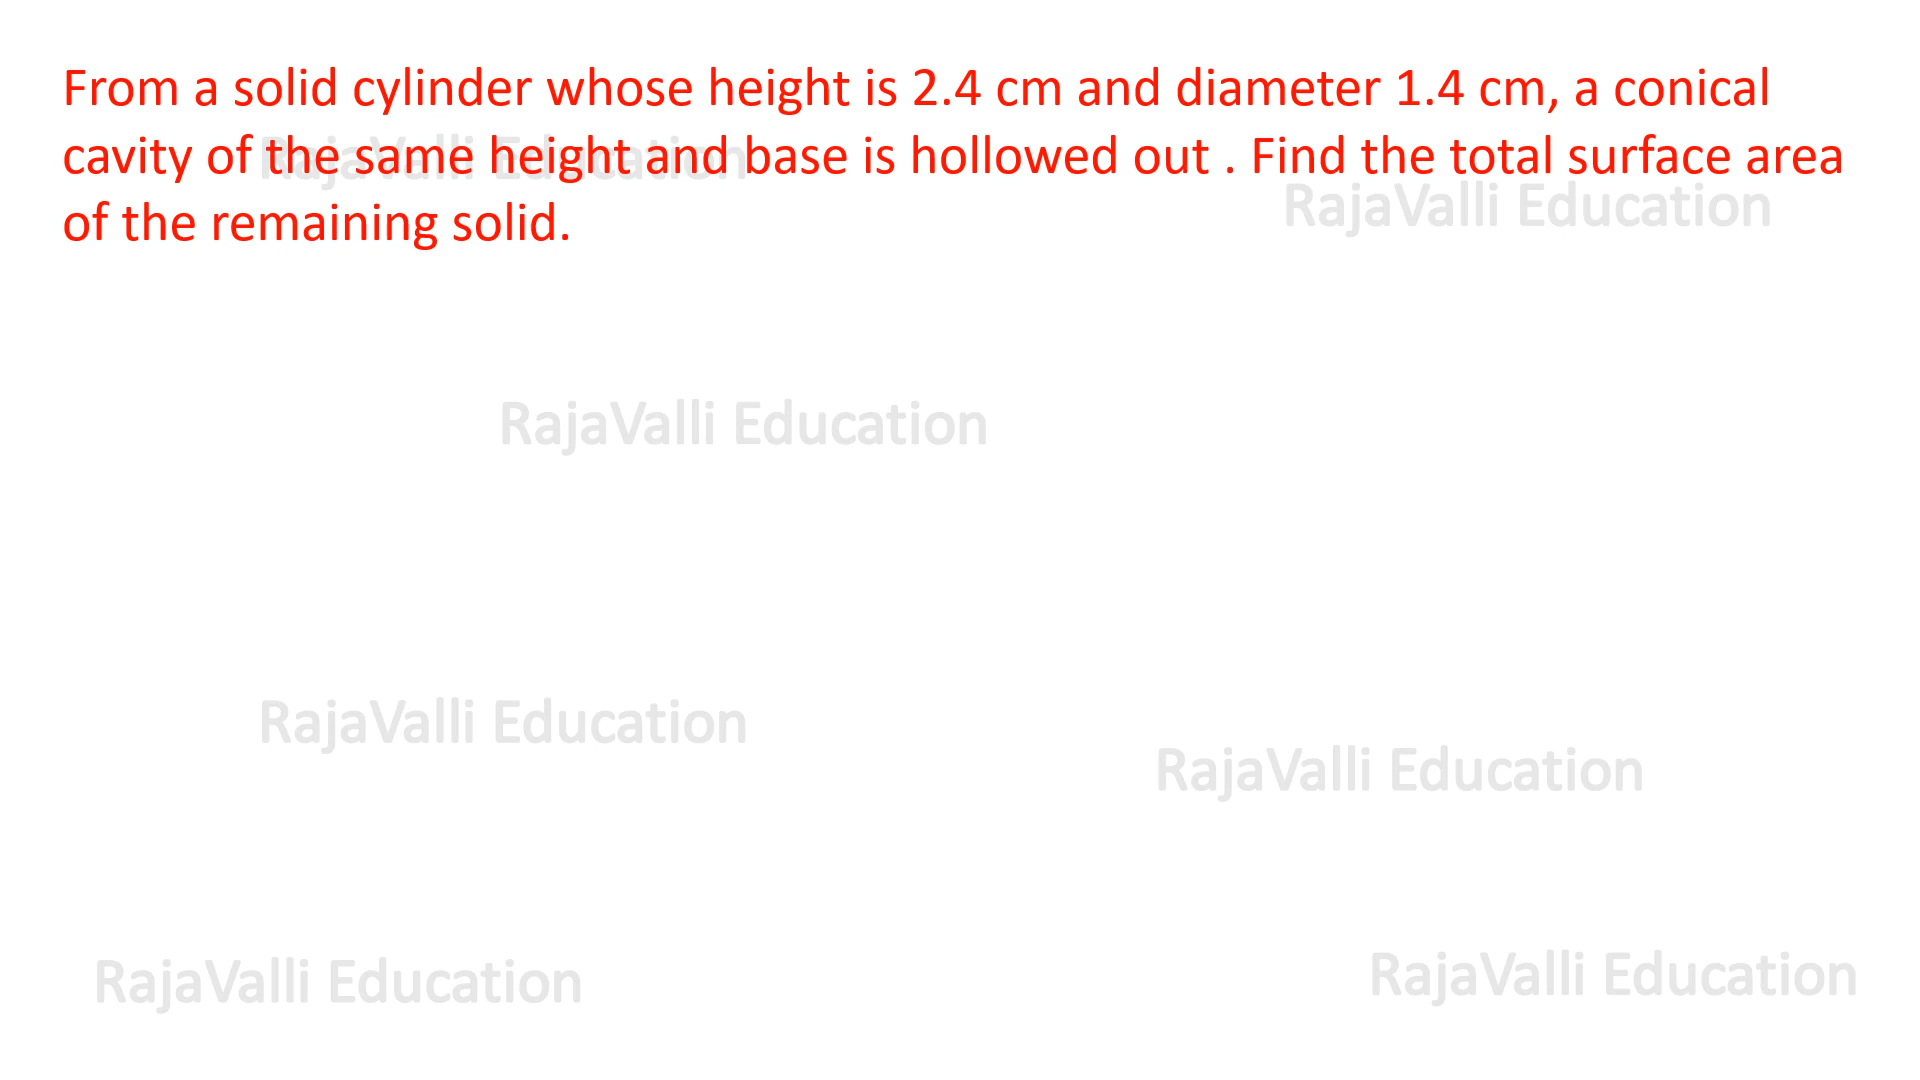 From a solid cylinder whose height is 2.4 cm and diameter 1.4 cm, a conical
cavity of the same height and base is hollowed out . Find the total surface area
of the remaining solid.
RajaValli Education
RajaValli Education
RajaValli Education
RajaValli Education
RajaValli Education
RajaValli Education
RajaValli Education